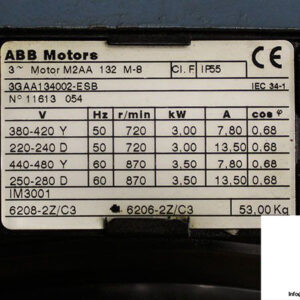 ABB Motors CE
3~ Motor M2AA 132 M-8 Cl. F IP55
3GAA134002-ESB IEC 34-1
N° 11613 054
V Hz r/min kW A cosφ
380-420 Y 50 720 3,00 7,80 0,68
220-240 D 50 720 3,00 13,50 0,68
440-480 Y 60 870 3,50 7,80 0,68
250-280 D 60 870 3,50 13,50 0,68
IM3001
6208-2Z/C3 6206-2Z/C3 53,00 Kg